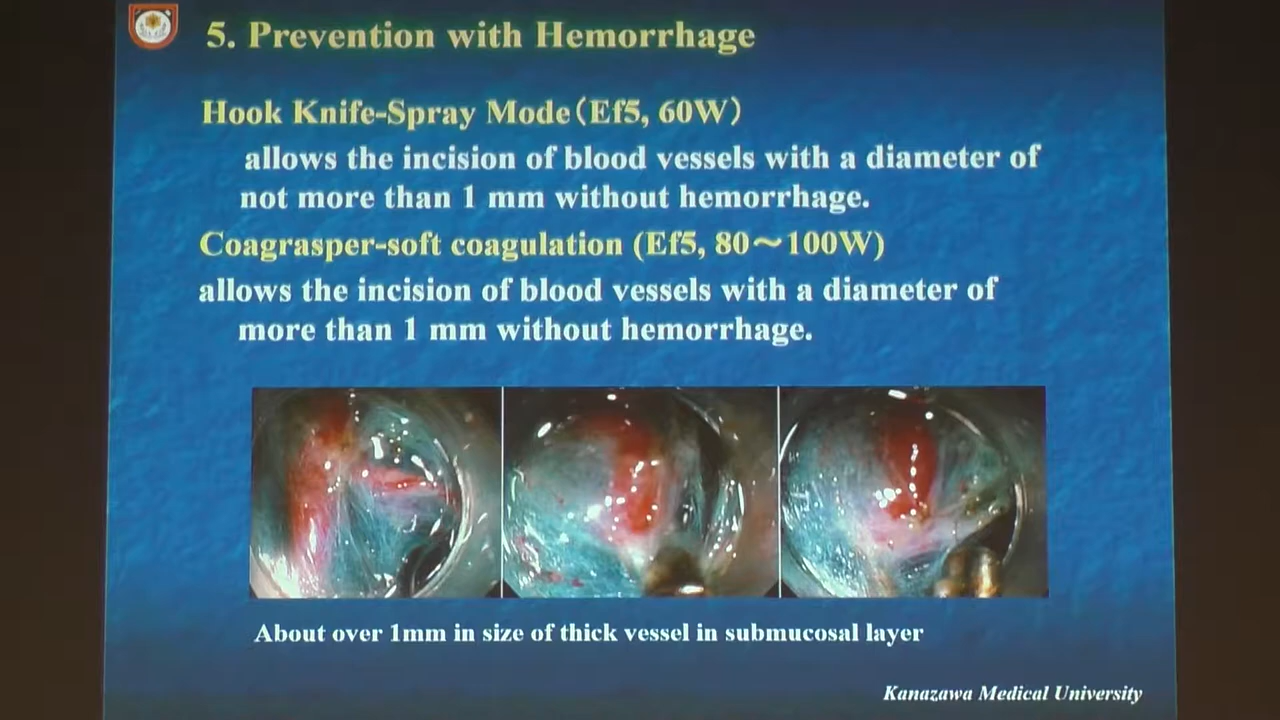 5. Prevention with Hemorrhage
Hook Knife-Spray Mode（Ef5, 60W）
allows the incision of blood vessels with a diameter of
not more than 1 mm without hemorrhage.
Coagrasper-soft coagulation (Ef5, 80～100W)
allows the incision of blood vessels with a diameter of
more than 1 mm without hemorrhage.
About over 1mm in size of thick vessel in submucosal layer
Kanazawa Medical University